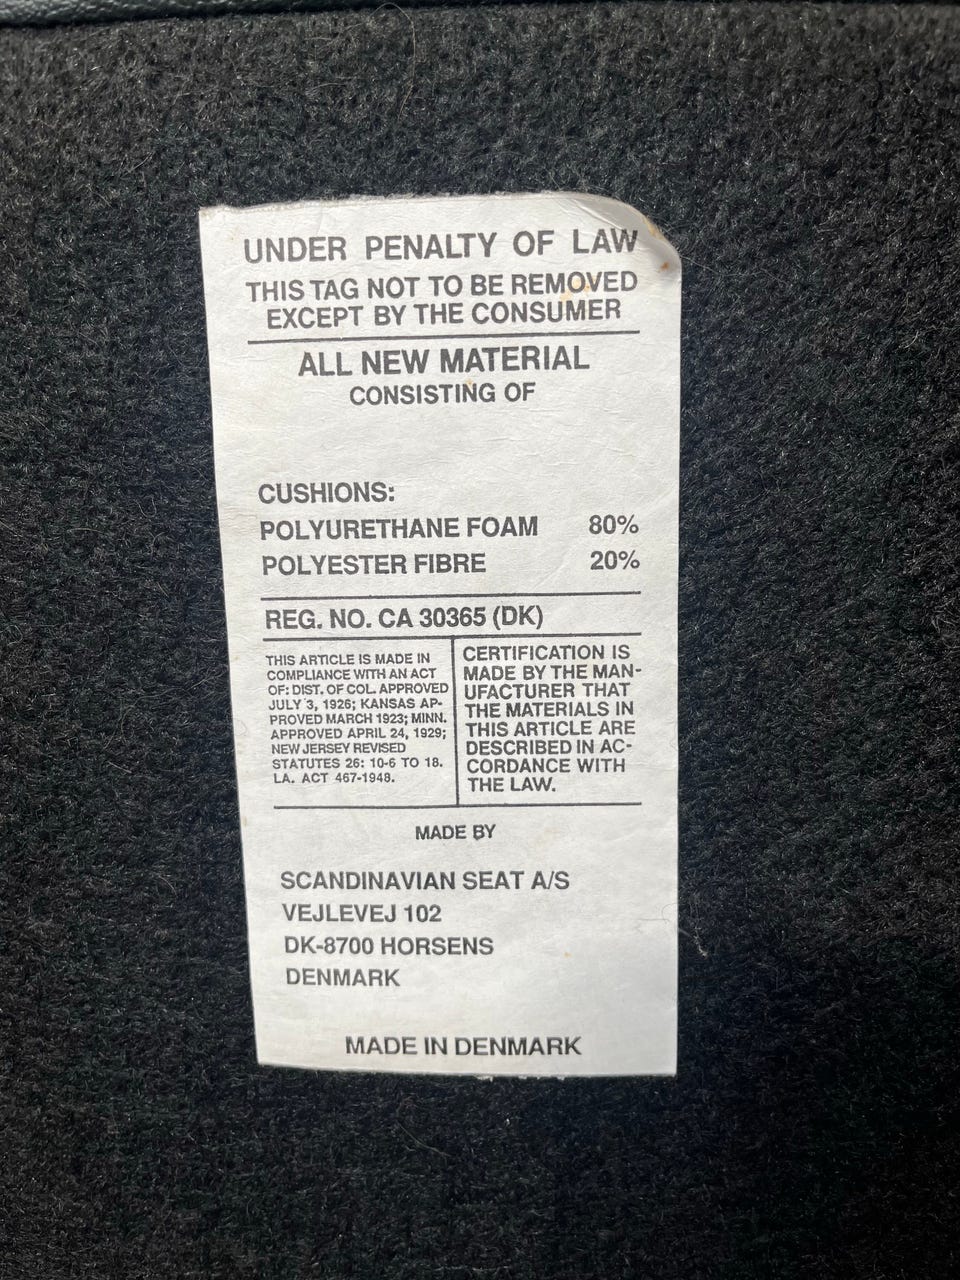 UNDER PENALTY OF LAW
THIS TAG NOT TO BE REMOVED
EXCEPT BY THE CONSUMER
ALL NEW MATERIAL
CONSISTING OF
CUSHIONS:
POLYURETHANE FOAM 80%
POLYESTER FIBRE 20%
REG. NO. CA 30365 (DK)
THIS ARTICLE IS MADE IN
COMPLIANCE WITH AN ACT
OF: DIST. OF COL. APPROVED
JULY 3, 1926; KANSAS AP-
PROVED MARCH 1923; MINN.
APPROVED APRIL 24, 1929;
NEW JERSEY REVISED
STATUTES 26: 10-6 TO 18.
LA. ACT 467-1948.
CERTIFICATION IS
MADE BY THE MAN-
UFACTURER THAT
THE MATERIALS IN
THIS ARTICLE ARE
DESCRIBED IN AC-
CORDANCE WITH
THE LAW.
MADE BY
SCANDINAVIAN SEAT A/S
VEJLEVEJ 102
DK-8700 HORSENS
DENMARK
MADE IN DENMARK